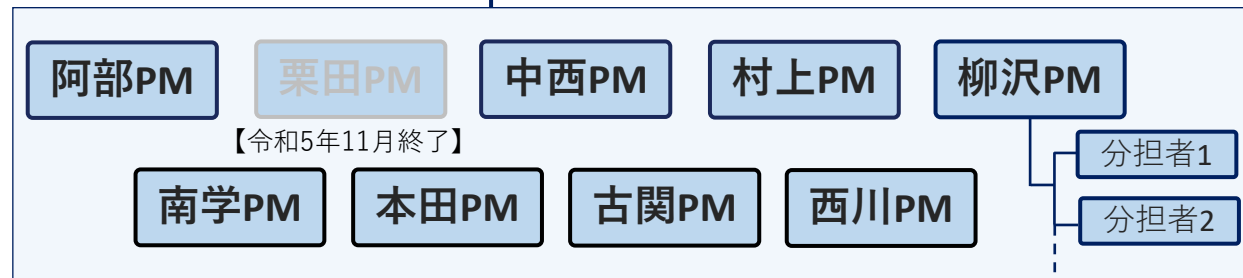 阿部PM
栗田PM
中西PM
村上PM
柳沢PM
【令和5年11月終了】
分担者1
分担者2
南学PM
本田PM
古関PM
西川PM